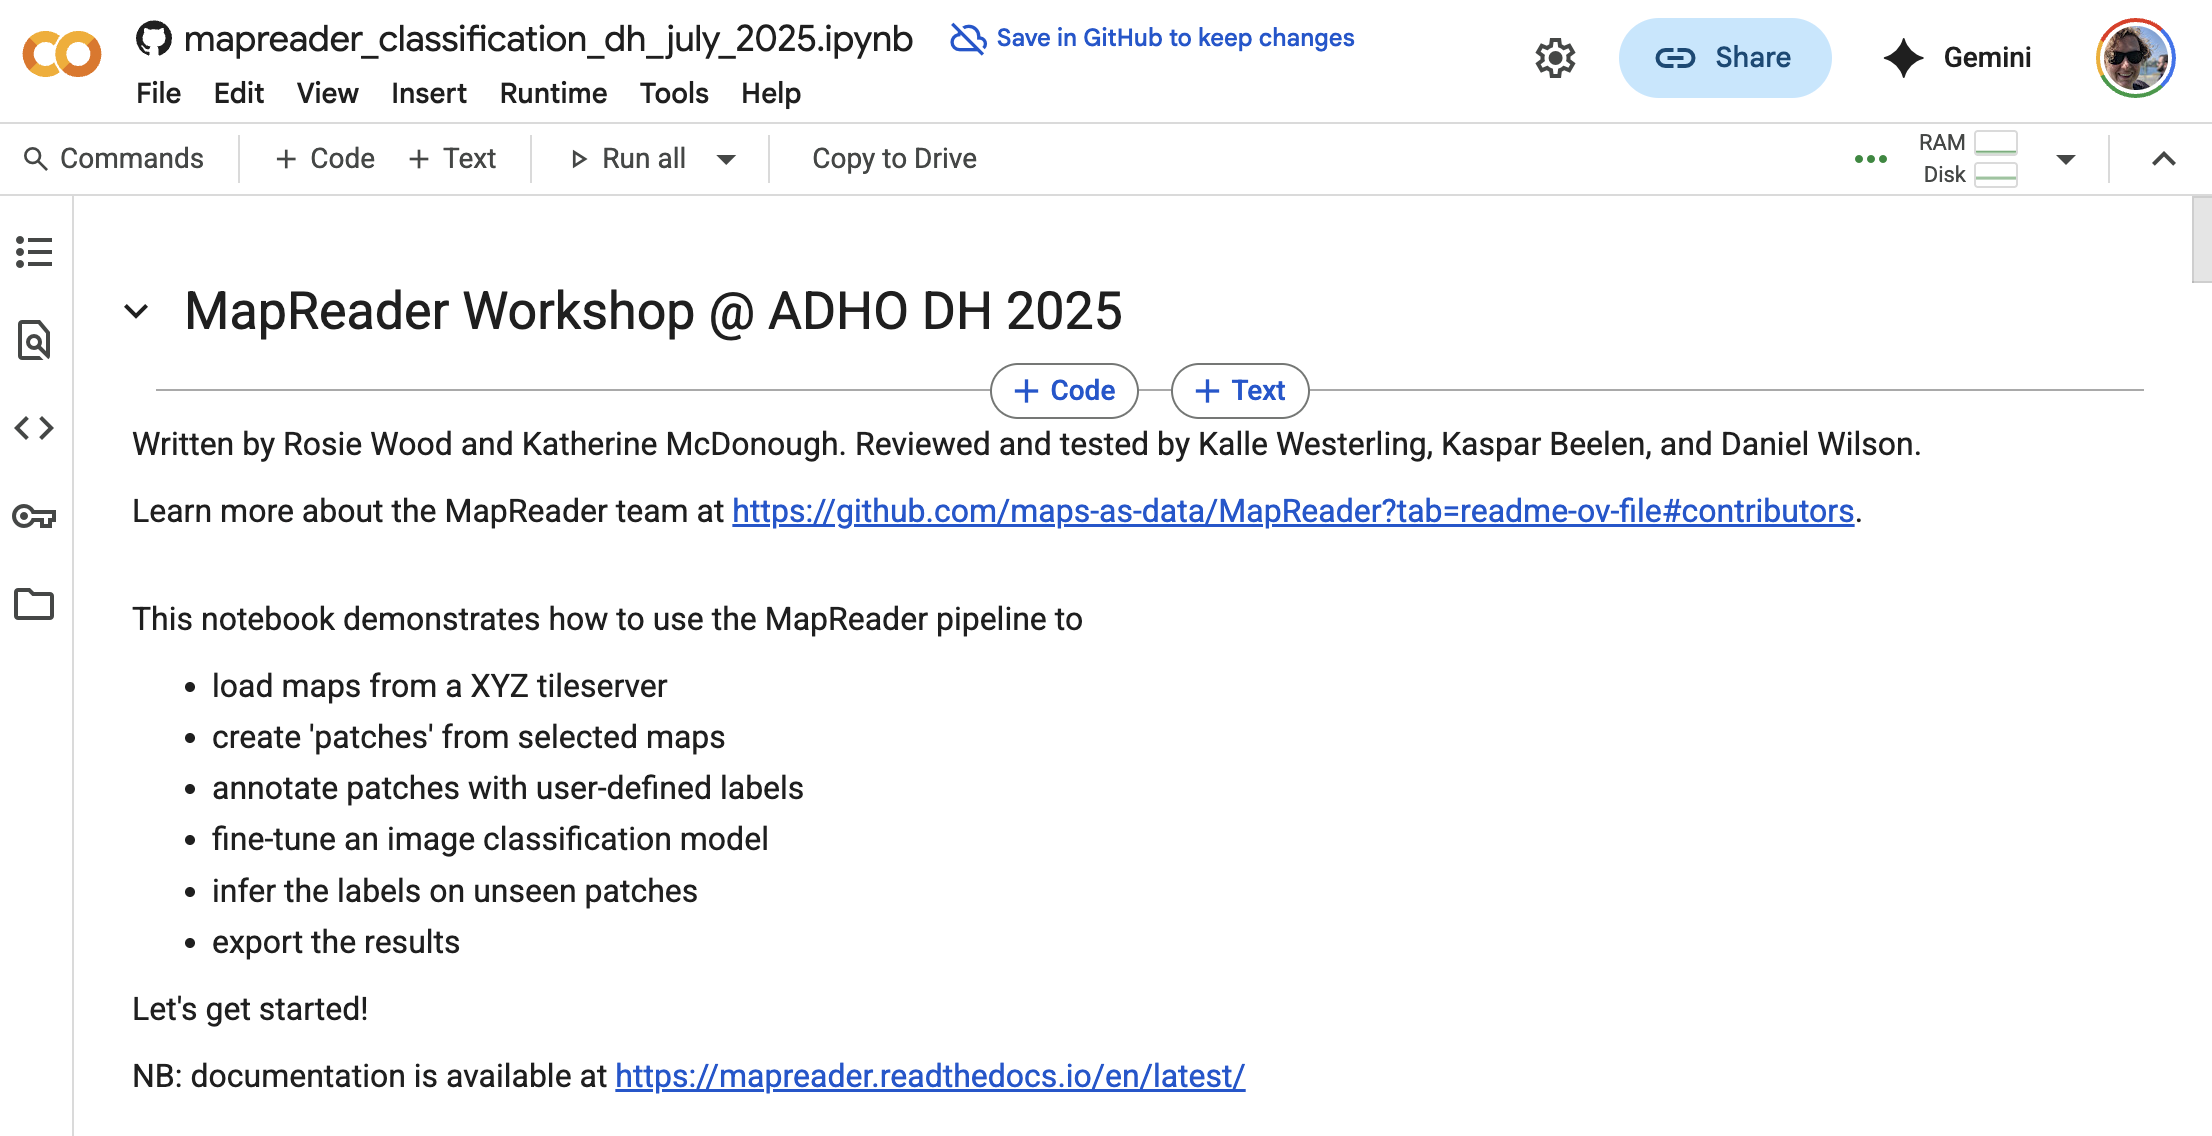 mapreader_classification_dh_july_2025.ipynb
Save in GitHub to keep changes
Share
Gemini
File Edit View Insert Runtime Tools Help
Commands + Code + Text Run all Copy to Drive
RAM
Disk
MapReader Workshop @ ADHO DH 2025
+ Code + Text
Written by Rosie Wood and Katherine McDonough. Reviewed and tested by Kalle Westerling, Kaspar Beelen, and Daniel Wilson.
Learn more about the MapReader team at https://github.com/maps-as-data/MapReader?tab=readme-ov-file#contributors.
This notebook demonstrates how to use the MapReader pipeline to
• load maps from a XYZ tileserver
• create 'patches' from selected maps
• annotate patches with user-defined labels
• fine-tune an image classification model
• infer the labels on unseen patches
• export the results
Let's get started!
NB: documentation is available at https://mapreader.readthedocs.io/en/latest/